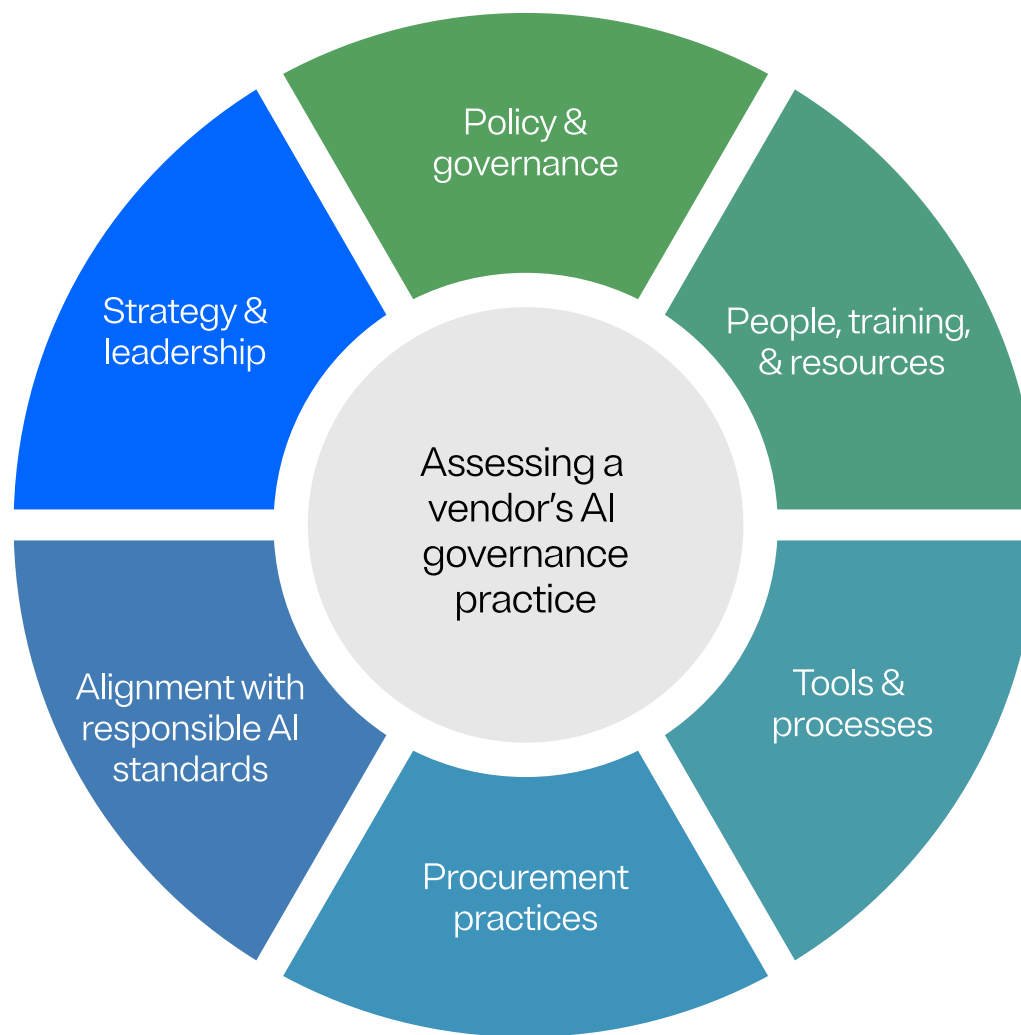 Policy &
governance
People, training,
& resources
Tools &
processes
Procurement
practices
Alignment with
responsible AI
standards
Strategy &
leadership
Assessing a
vendor’s AI
governance
practice